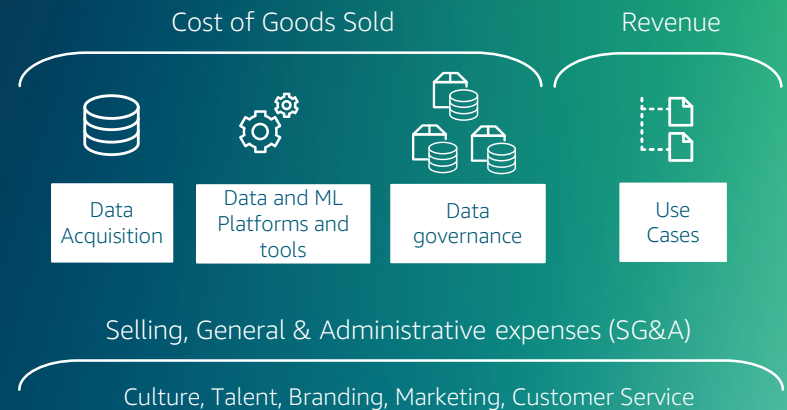 Cost of Goods Sold
Revenue
Data
Acquisition
Data and ML
Platforms and
tools
Data
governance
Use
Cases
Selling, General & Administrative expenses (SG&A)
Culture, Talent, Branding, Marketing, Customer Service